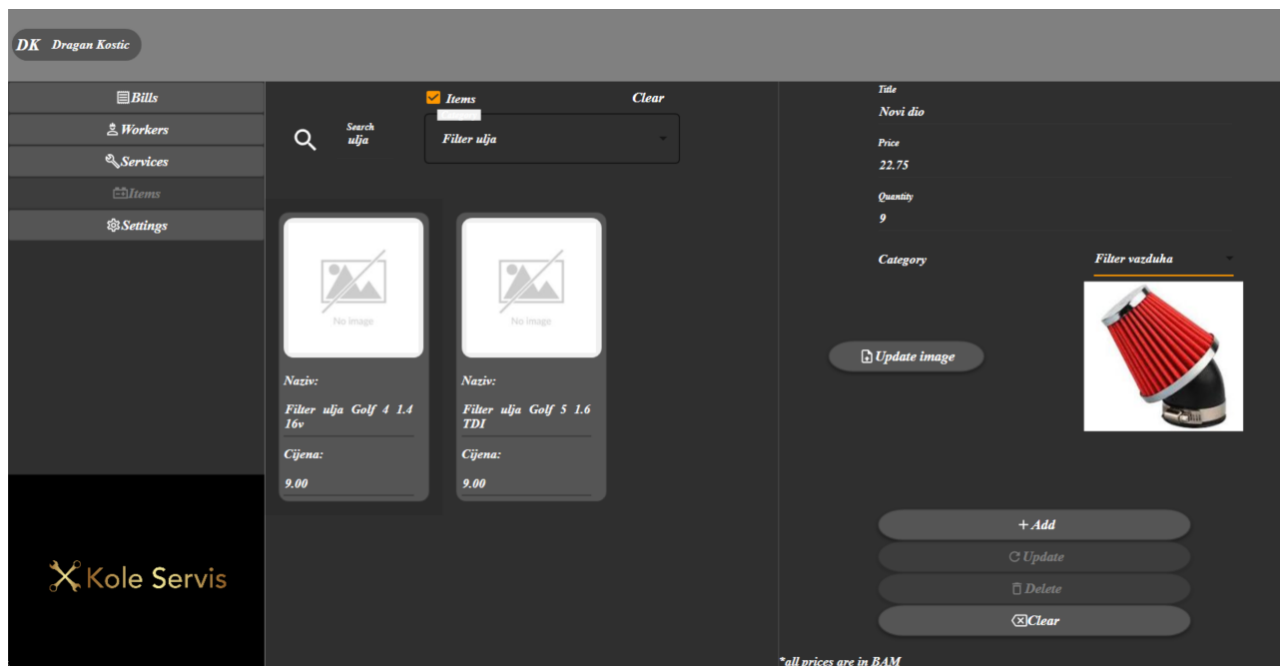 DK Dragan Kostic
Bills
Workers
Services
Items
Settings
Kole Servis
Items
Clear
Search
ulja
Category
Filter ulja
No image
Naziv:
Filter ulja Golf 4 1.4
16v
Cijena:
9.00
No image
Naziv:
Filter ulja Golf 5 1.6
TDI
Cijena:
9.00
Title
Novi dio
Price
22.75
Quantity
9
Category
Filter vazduha
Update image
Add
Update
Delete
Clear
*all prices are in BAM